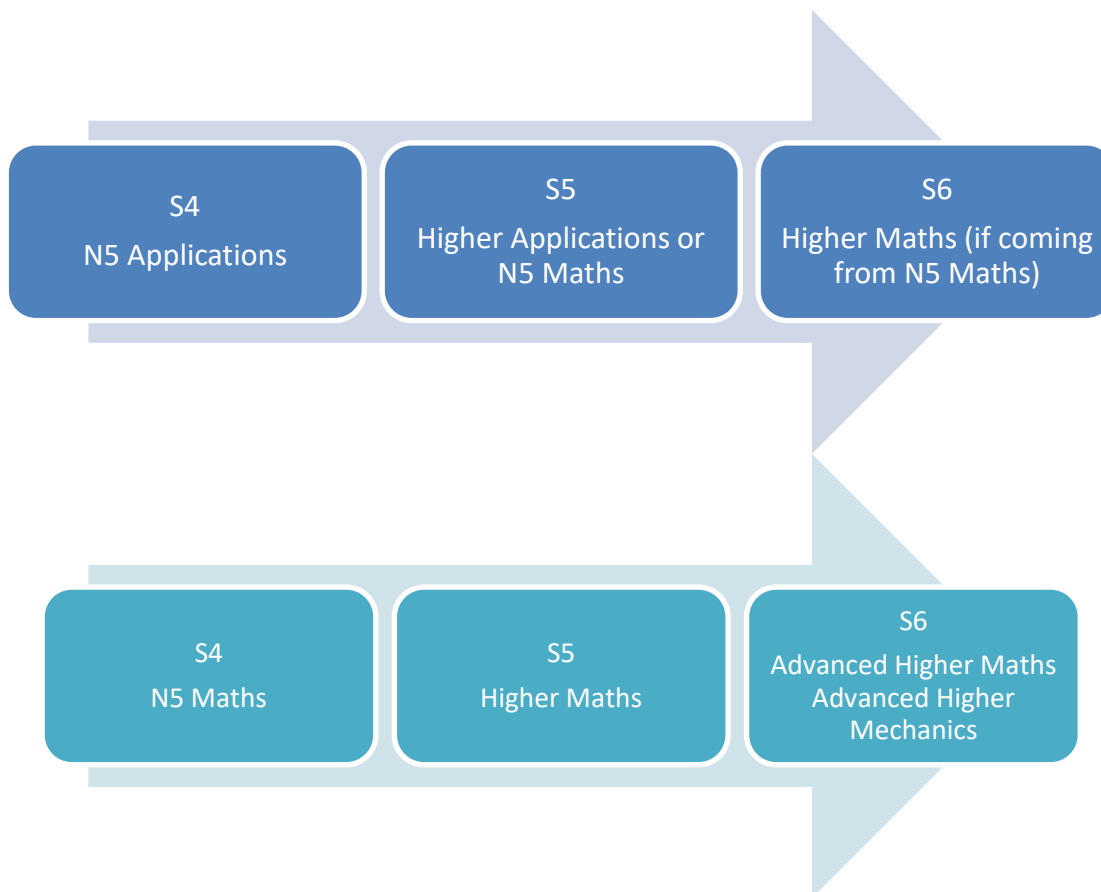 S4
N5 Applications
S5
Higher Applications or
N5 Maths
S6
Higher Maths (if coming
from N5 Maths)
S4
N5 Maths
S5
Higher Maths
S6
Advanced Higher Maths
Advanced Higher
Mechanics